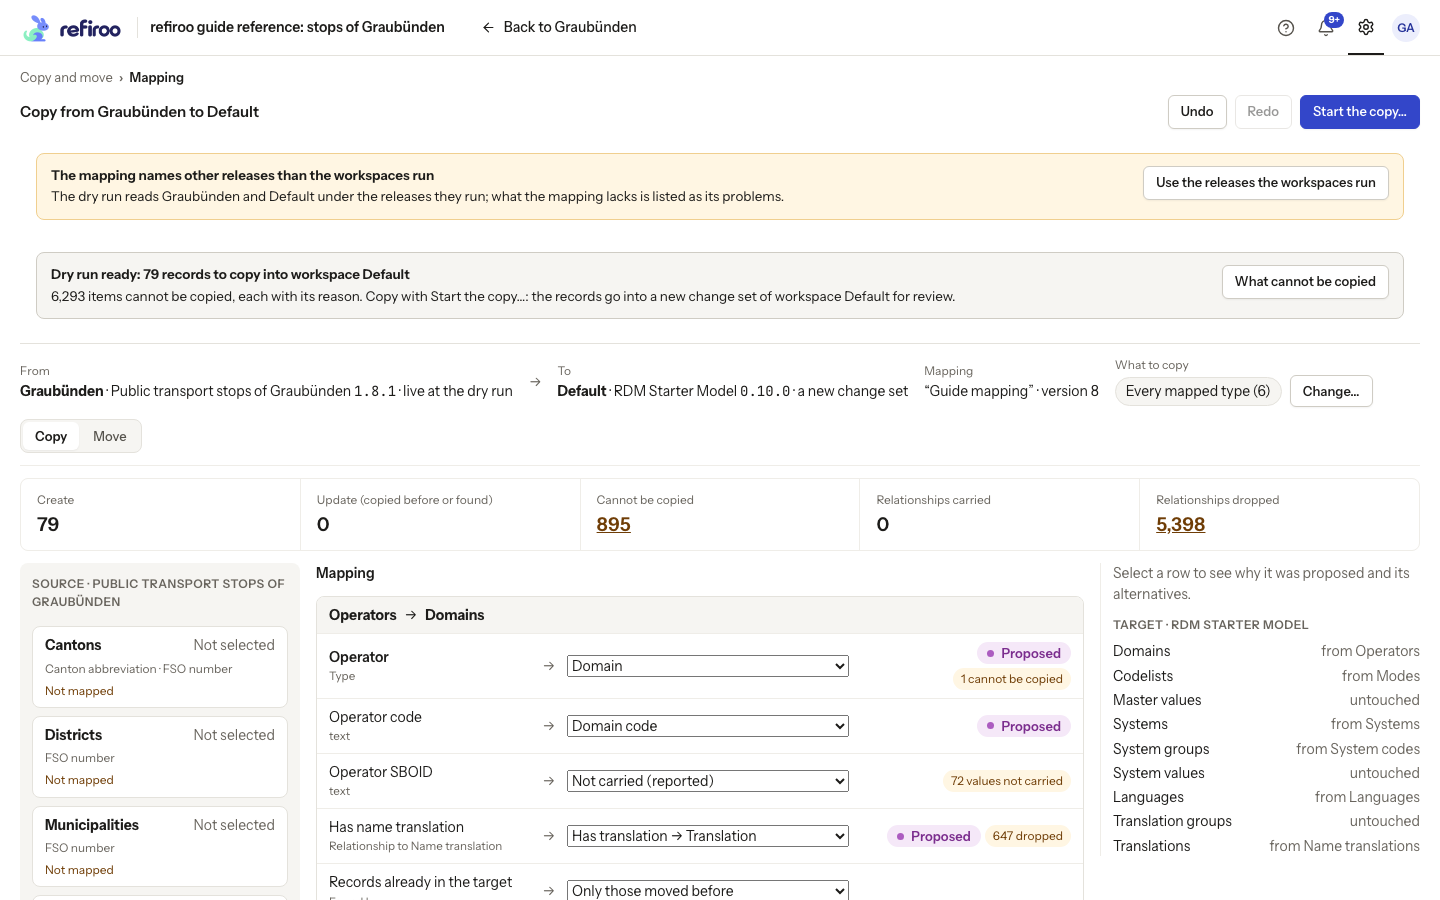 refiroo
refiroo guide reference: stops of Graubünden
← Back to Graubünden
9+
GA
Copy and move › Mapping
Copy from Graubünden to Default
Undo
Redo
Start the copy...
The mapping names other releases than the workspaces run
The dry run reads Graubünden and Default under the releases they run; what the mapping lacks is listed as its problems.
Use the releases the workspaces run
Dry run ready: 79 records to copy into workspace Default
6,293 items cannot be copied, each with its reason. Copy with Start the copy...: the records go into a new change set of workspace Default for review.
What cannot be copied
From
Graubünden · Public transport stops of Graubünden 1.8.1 · live at the dry run
→
To
Default · RDM Starter Model 0.10.0 · a new change set
Mapping
“Guide mapping” · version 8
What to copy
Every mapped type (6)
Change...
Copy
Move
Create
79
Update (copied before or found)
0
Cannot be copied
895
Relationships carried
0
Relationships dropped
5,398
SOURCE · PUBLIC TRANSPORT STOPS OF
GRAUBÜNDEN
Cantons
Not selected
Canton abbreviation · FSO number
Not mapped
Districts
Not selected
FSO number
Not mapped
Municipalities
Not selected
FSO number
Not mapped
Mapping
Operators → Domains
Operator
Type
→
Domain
Proposed
1 cannot be copied
Operator code
text
→
Domain code
Proposed
Operator SBOID
text
→
Not carried (reported)
72 values not carried
Has name translation
Relationship to Name translation
→
Has translation → Translation
Proposed
647 dropped
Records already in the target
→
Only those moved before
Select a row to see why it was proposed and its
alternatives.
TARGET · RDM STARTER MODEL
Domains from Operators
Codelists from Modes
Master values untouched
Systems from Systems
System groups from System codes
System values untouched
Languages from Languages
Translation groups untouched
Translations from Name translations